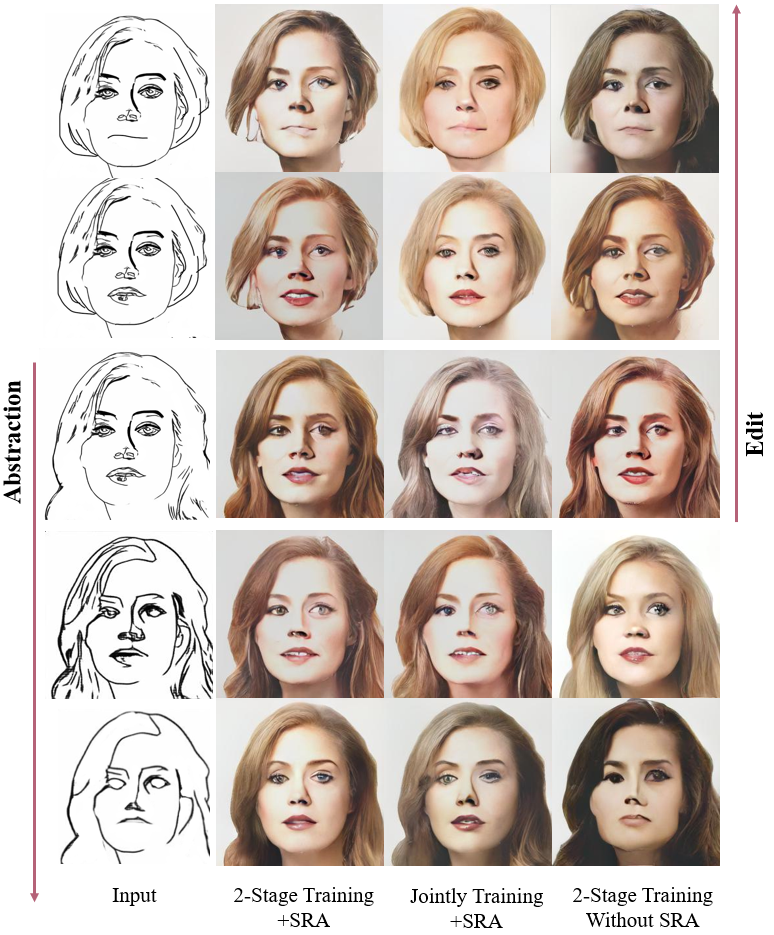 Abstraction
Edit
Input
2-Stage Training
+SRA
Jointly Training
+SRA
2-Stage Training
Without SRA